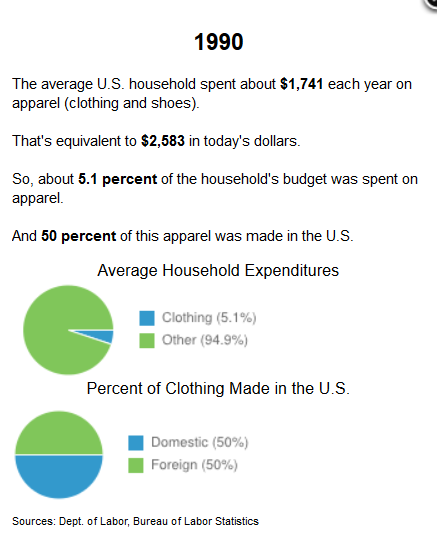 1990
The average U.S. household spent about $1,741 each year on
apparel (clothing and shoes).
That's equivalent to $2,583 in today's dollars.
So, about 5.1 percent of the household's budget was spent on
apparel.
And 50 percent of this apparel was made in the U.S.
Average Household Expenditures
Clothing (5.1%)
Other (94.9%)
Percent of Clothing Made in the U.S.
Domestic (50%)
Foreign (50%)
Sources: Dept. of Labor, Bureau of Labor Statistics